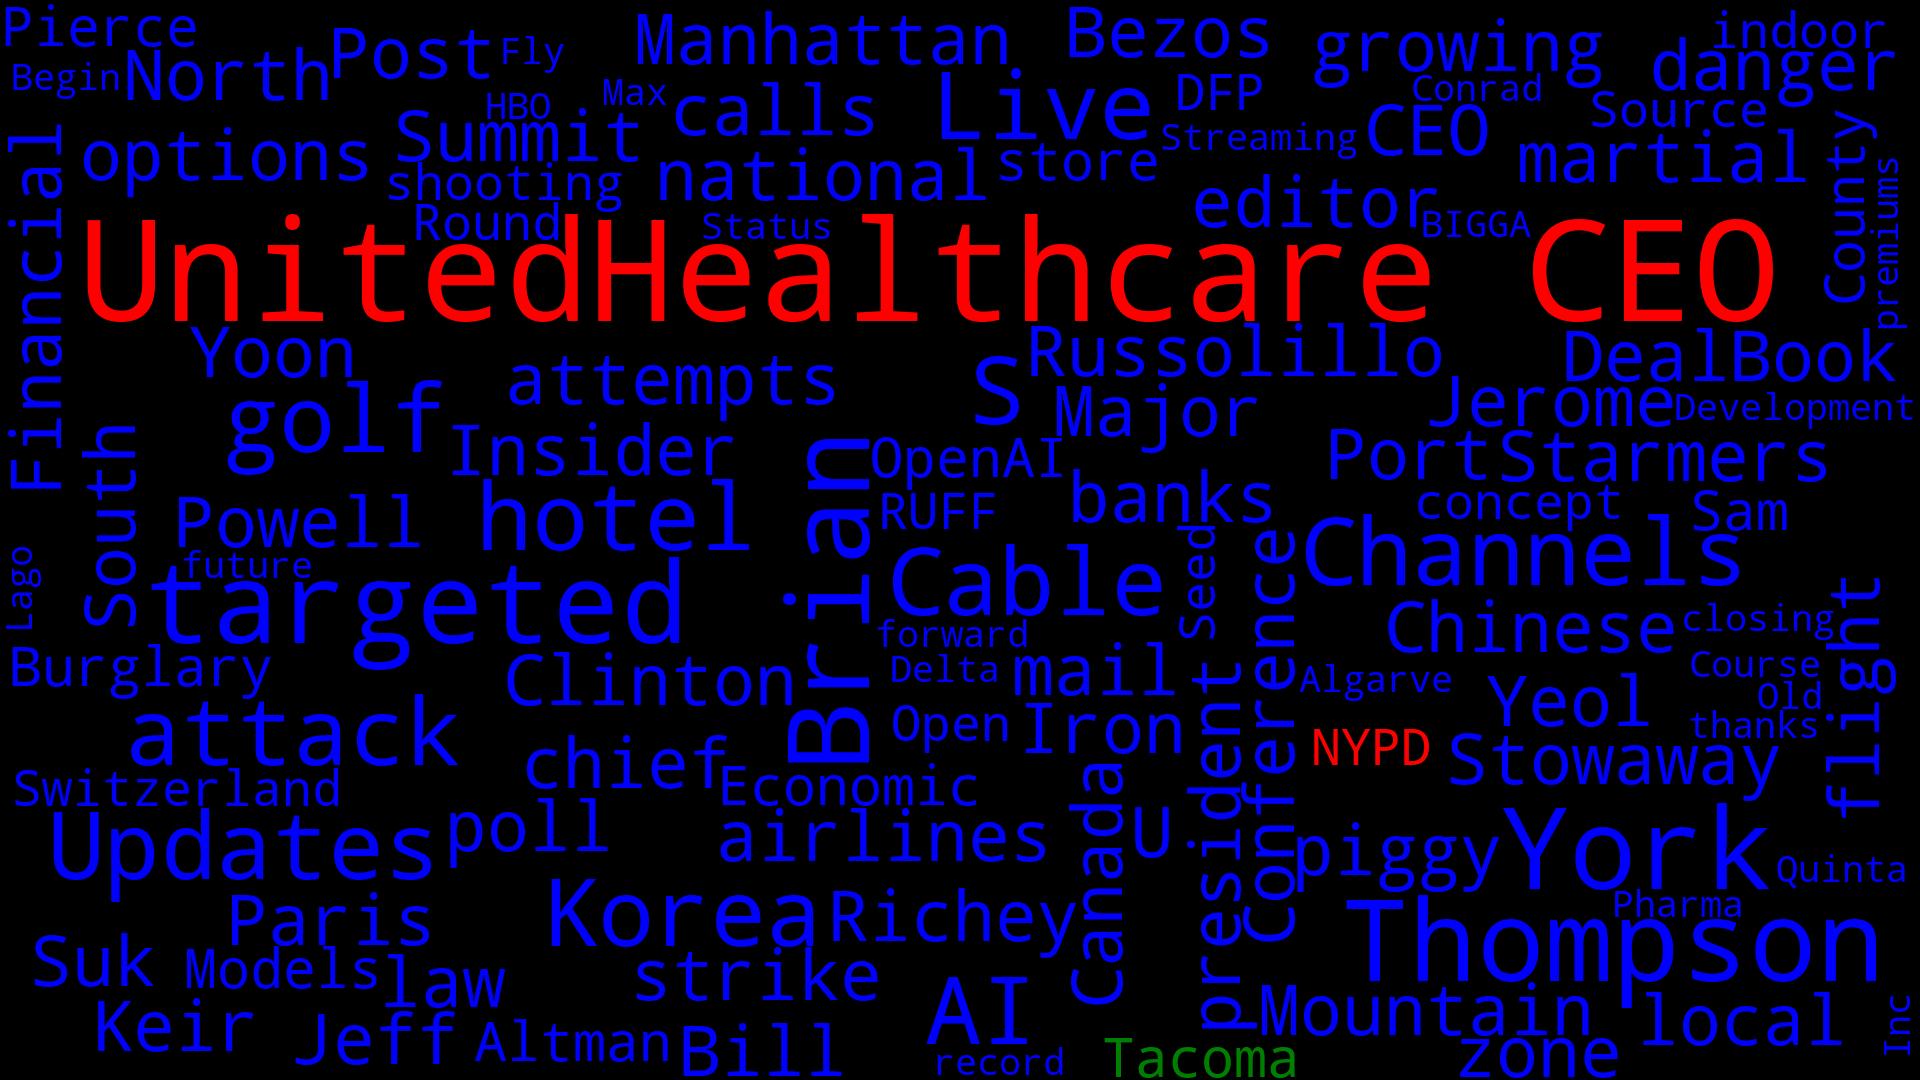 Pierce
Begin
North
Post
Fly
HBO
Max
Manhattan
Bezos
growing
indoor
danger
Conrad
DFP
Live
calls
Summit
options
shooting
Round
national
Status
store
Streaming
CEO
Source
martial
editor
BIGGA
County
premiums
Financial
UnitedHealthcare CEO
Yoon
attempts
S
Russolillo
DealBook
golf
Major
Jerome
Development
Insider
OpenAI
Port
Starmers
South
Powell
hotel
Brian
RUFF
banks
concept
Sam
future
Lago
targeted
Cable
Seed
Conference
Channels
forward
Chinese
closing
flight
Burglary
Clinton
Delta
mail
Algarve
Course
Old
Yeol
thanks
attack
Open
Iron
president
NYPD
Stowaway
chief
Switzerland
Economic
Canada
Updates
poll
airlines
U
piggy
York
Quinta
Paris
Korea
Richey
Pharma
Thompson
Suk
Models
law
strike
AI
Mountain
local
Inc
Keir
Jeff
Altman
Bill
record
Tacoma
zone